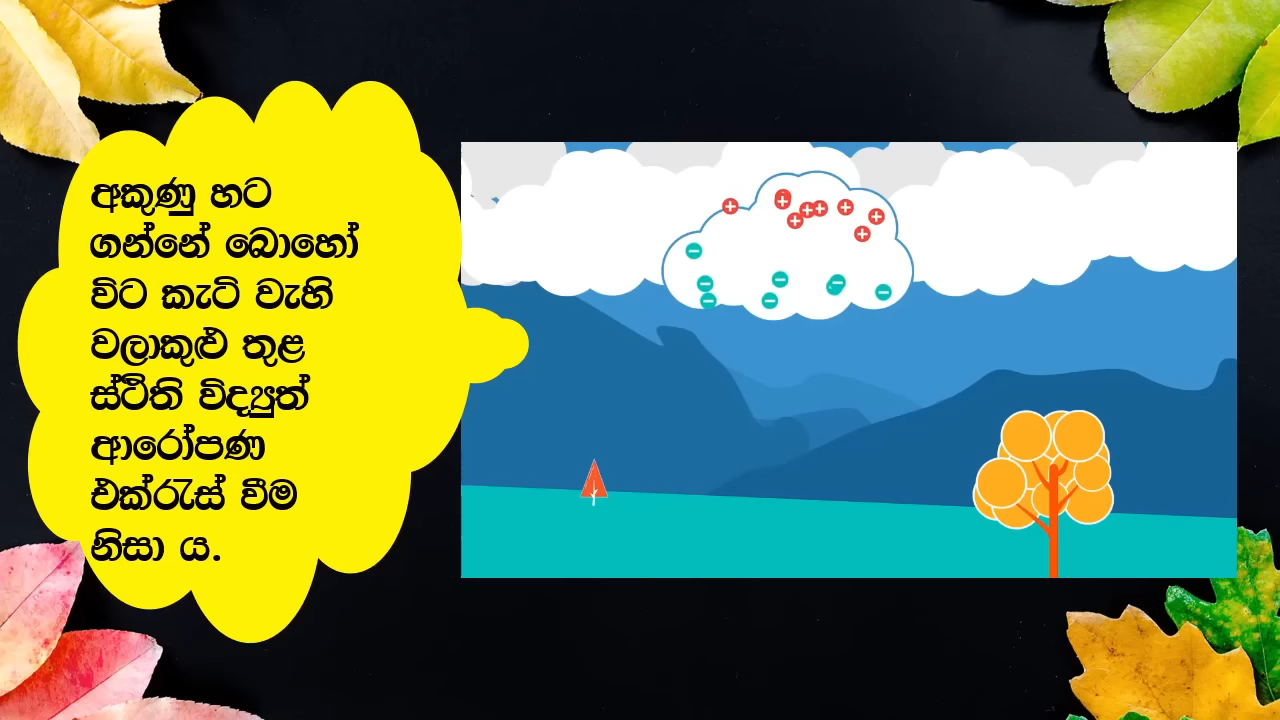 අකුණු හට
ගන්නේ බොහෝ
විට කැටි වැහි
වලාකුළු තුළ
ස්ථිති විද්‍යුත්
ආරෝපණ
එක්රැස් වීම
නිසා ය.